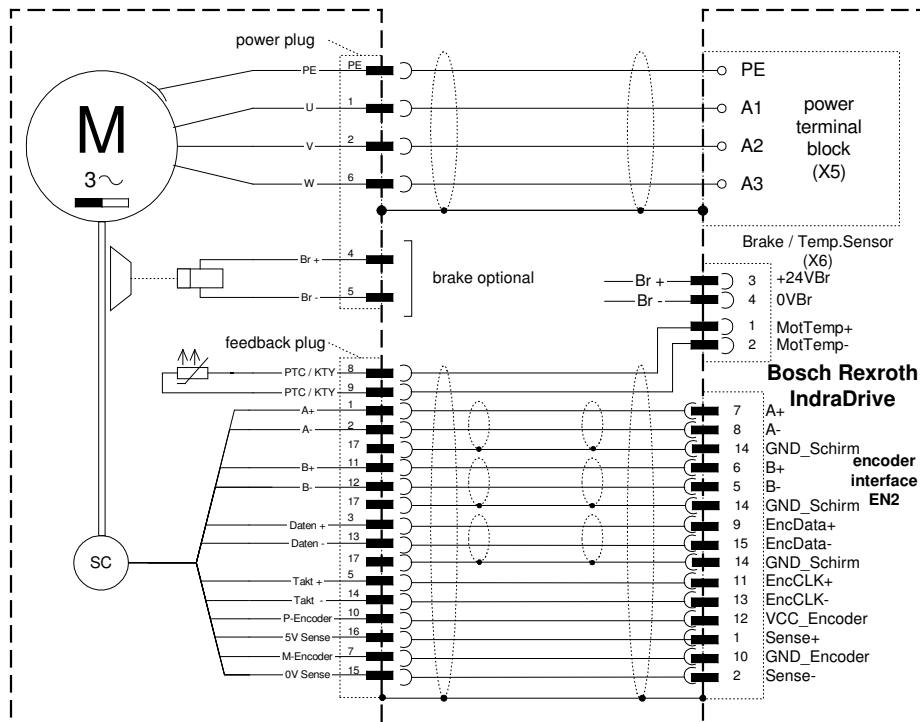 power plug
PE PE PE
M
3
U 1 A1
V 2 A2
W 6 A3
power
terminal
block
(X5)
Brake / Temp.Sensor
(X6)
Br + 4
Br - 5
brake optional
Br + 3 +24VBr
Br - 4 0VBr
1 MotTemp+
2 MotTemp-
feedback plug
PTC / KTY 8
PTC / KTY 9
Bosch Rexroth
IndraDrive
A+ 1 7 A+
A- 2 8 A-
17 14 GND_Schirm
B+ 11 6 B+
B- 12 5 B-
17 14 GND_Schirm
encoder
interface
EN2
Daten + 3 9 EncData+
Daten - 13 15 EncData-
17 14 GND_Schirm
SC
Takt + 5 11 EncCLK+
Takt - 14 13 EncCLK-
P-Encoder 10 12 VCC_Encoder
5V Sense 16 1 Sense+
M-Encoder 7 10 GND_Encoder
0V Sense 15 2 Sense-